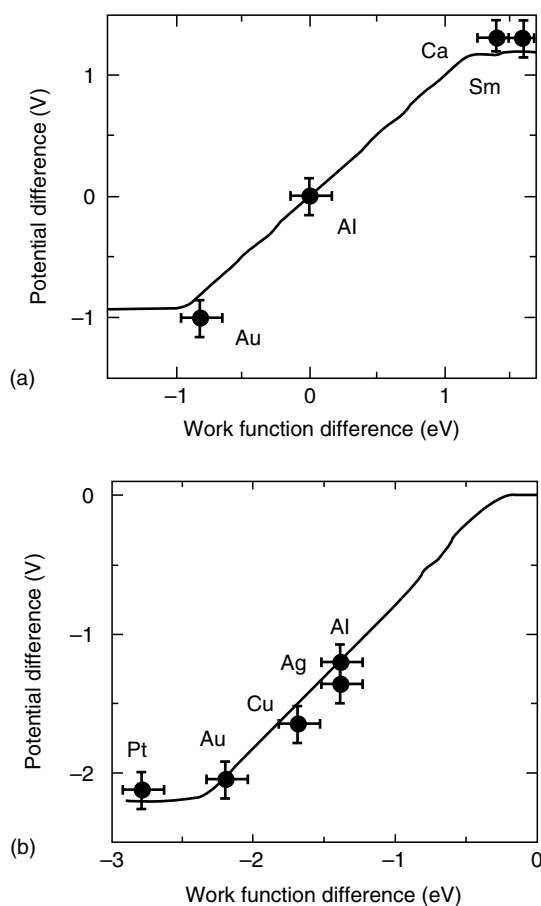 Ca
1
Sm
0
Al
−1
Au
Potential difference (V)
(a)
−1
0
1
Work function difference (eV)
0
Al
−1
Ag
Cu
Au
Pt
−2
Potential difference (V)
(b)
−3
−2
−1
0
Work function difference (eV)